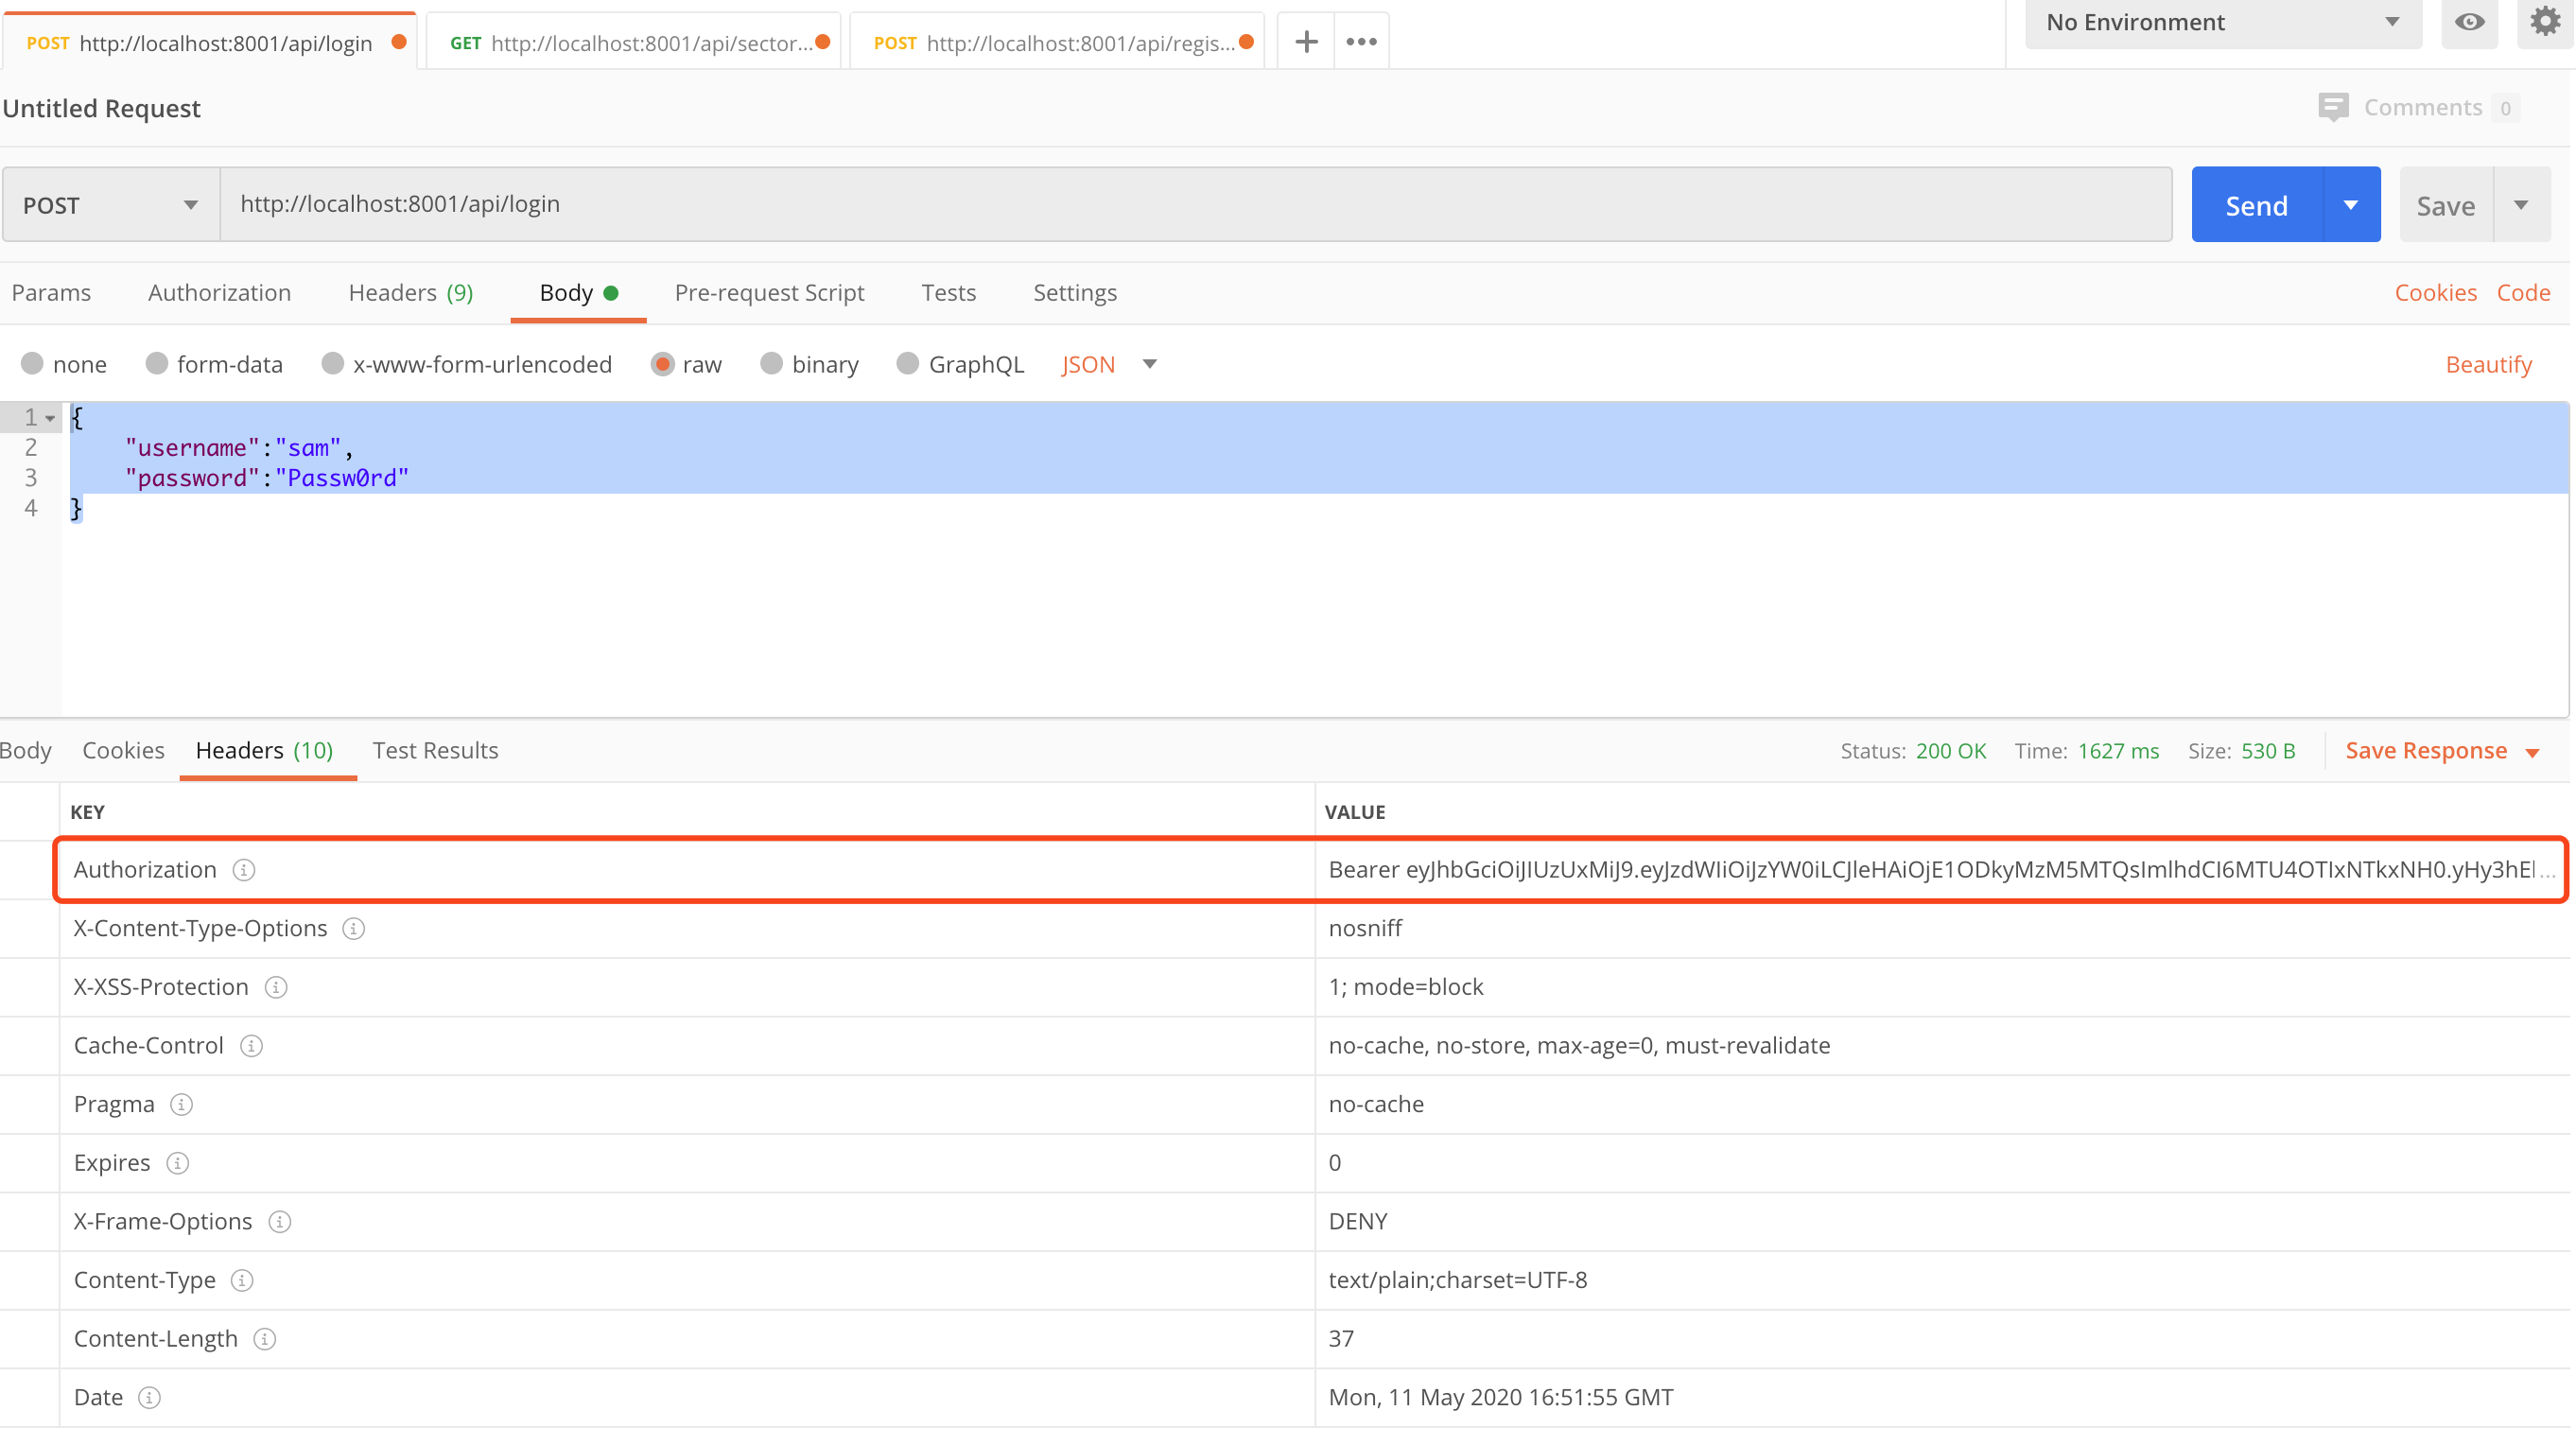 POST http://localhost:8001/api/login GET http://localhost:8001/api/sector... POST http://localhost:8001/api/regis... No Environment
Untitled Request Comments 0
POST http://localhost:8001/api/login Send Save
Params Authorization Headers (9) Body Pre-request Script Tests Settings Cookies Code
none form-data x-www-form-urlencoded raw binary GraphQL JSON Beautify
1 {
2 "username":"sam",
3 "password":"Passw0rd"
4 }
Body Cookies Headers (10) Test Results Status: 200 OK Time: 1627 ms Size: 530 B Save Response
KEY VALUE
Authorization Bearer eyJhbGciOiJIUzUxMiJ9.eyJzdWIiOiJzYW0iLCJleHAiOjE1ODkyMzM5MTQsImlhdCI6MTU4OTIxNTkxNH0.yHy3hEl...
X-Content-Type-Options nosniff
X-XSS-Protection 1; mode=block
Cache-Control no-cache, no-store, max-age=0, must-revalidate
Pragma no-cache
Expires 0
X-Frame-Options DENY
Content-Type text/plain;charset=UTF-8
Content-Length 37
Date Mon, 11 May 2020 16:51:55 GMT